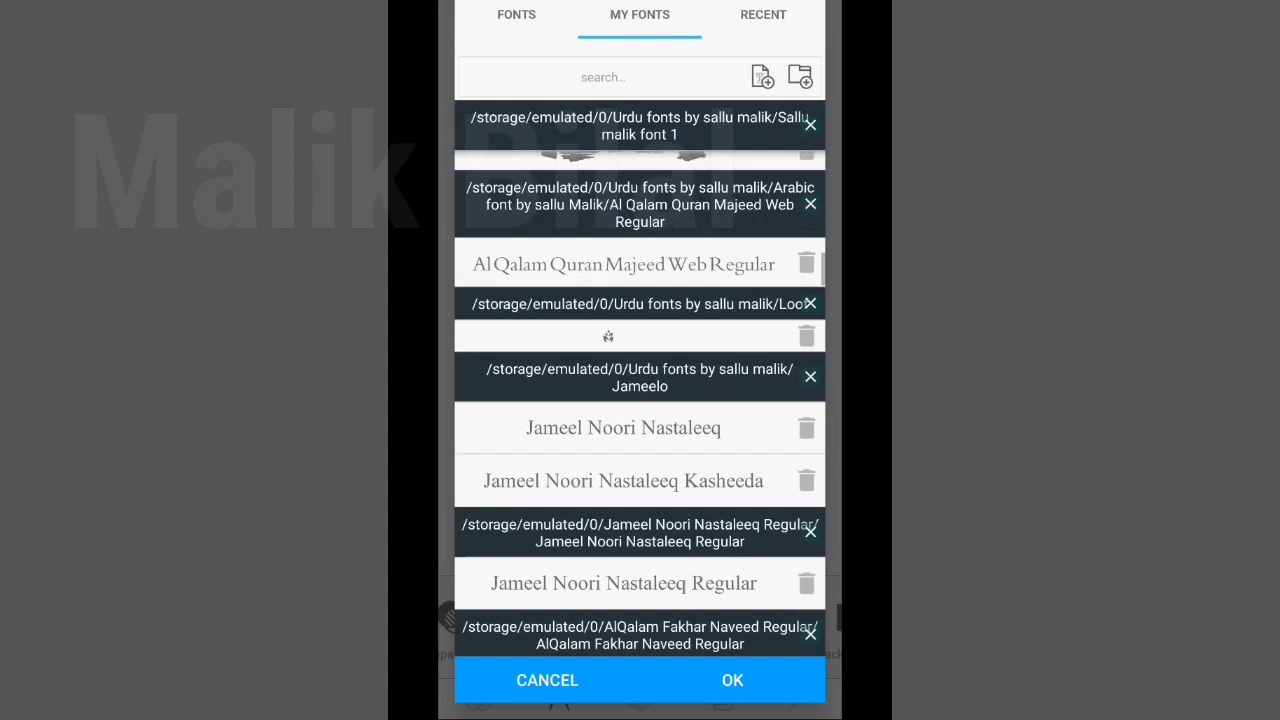 FONTS
MY FONTS
RECENT
search...
/storage/emulated/0/Urdu fonts by sallu malik/Sallu
malik font 1
Malik Bilal
/storage/emulated/0/Urdu fonts by sallu malik/Arabic
font by sallu Malik/Al Qalam Quran Majeed Web
Regular
Al Qalam Quran Majeed Web Regular
/storage/emulated/0/Urdu fonts by sallu malik/Loot
/storage/emulated/0/Urdu fonts by sallu malik/
Jameelo
Jameel Noori Nastaleeq
Jameel Noori Nastaleeq Kasheeda
/storage/emulated/0/Jameel Noori Nastaleeq Regular/
Jameel Noori Nastaleeq Regular
Jameel Noori Nastaleeq Regular
/storage/emulated/0/AlQalam Fakhar Naveed Regular/
AlQalam Fakhar Naveed Regular
CANCEL
OK